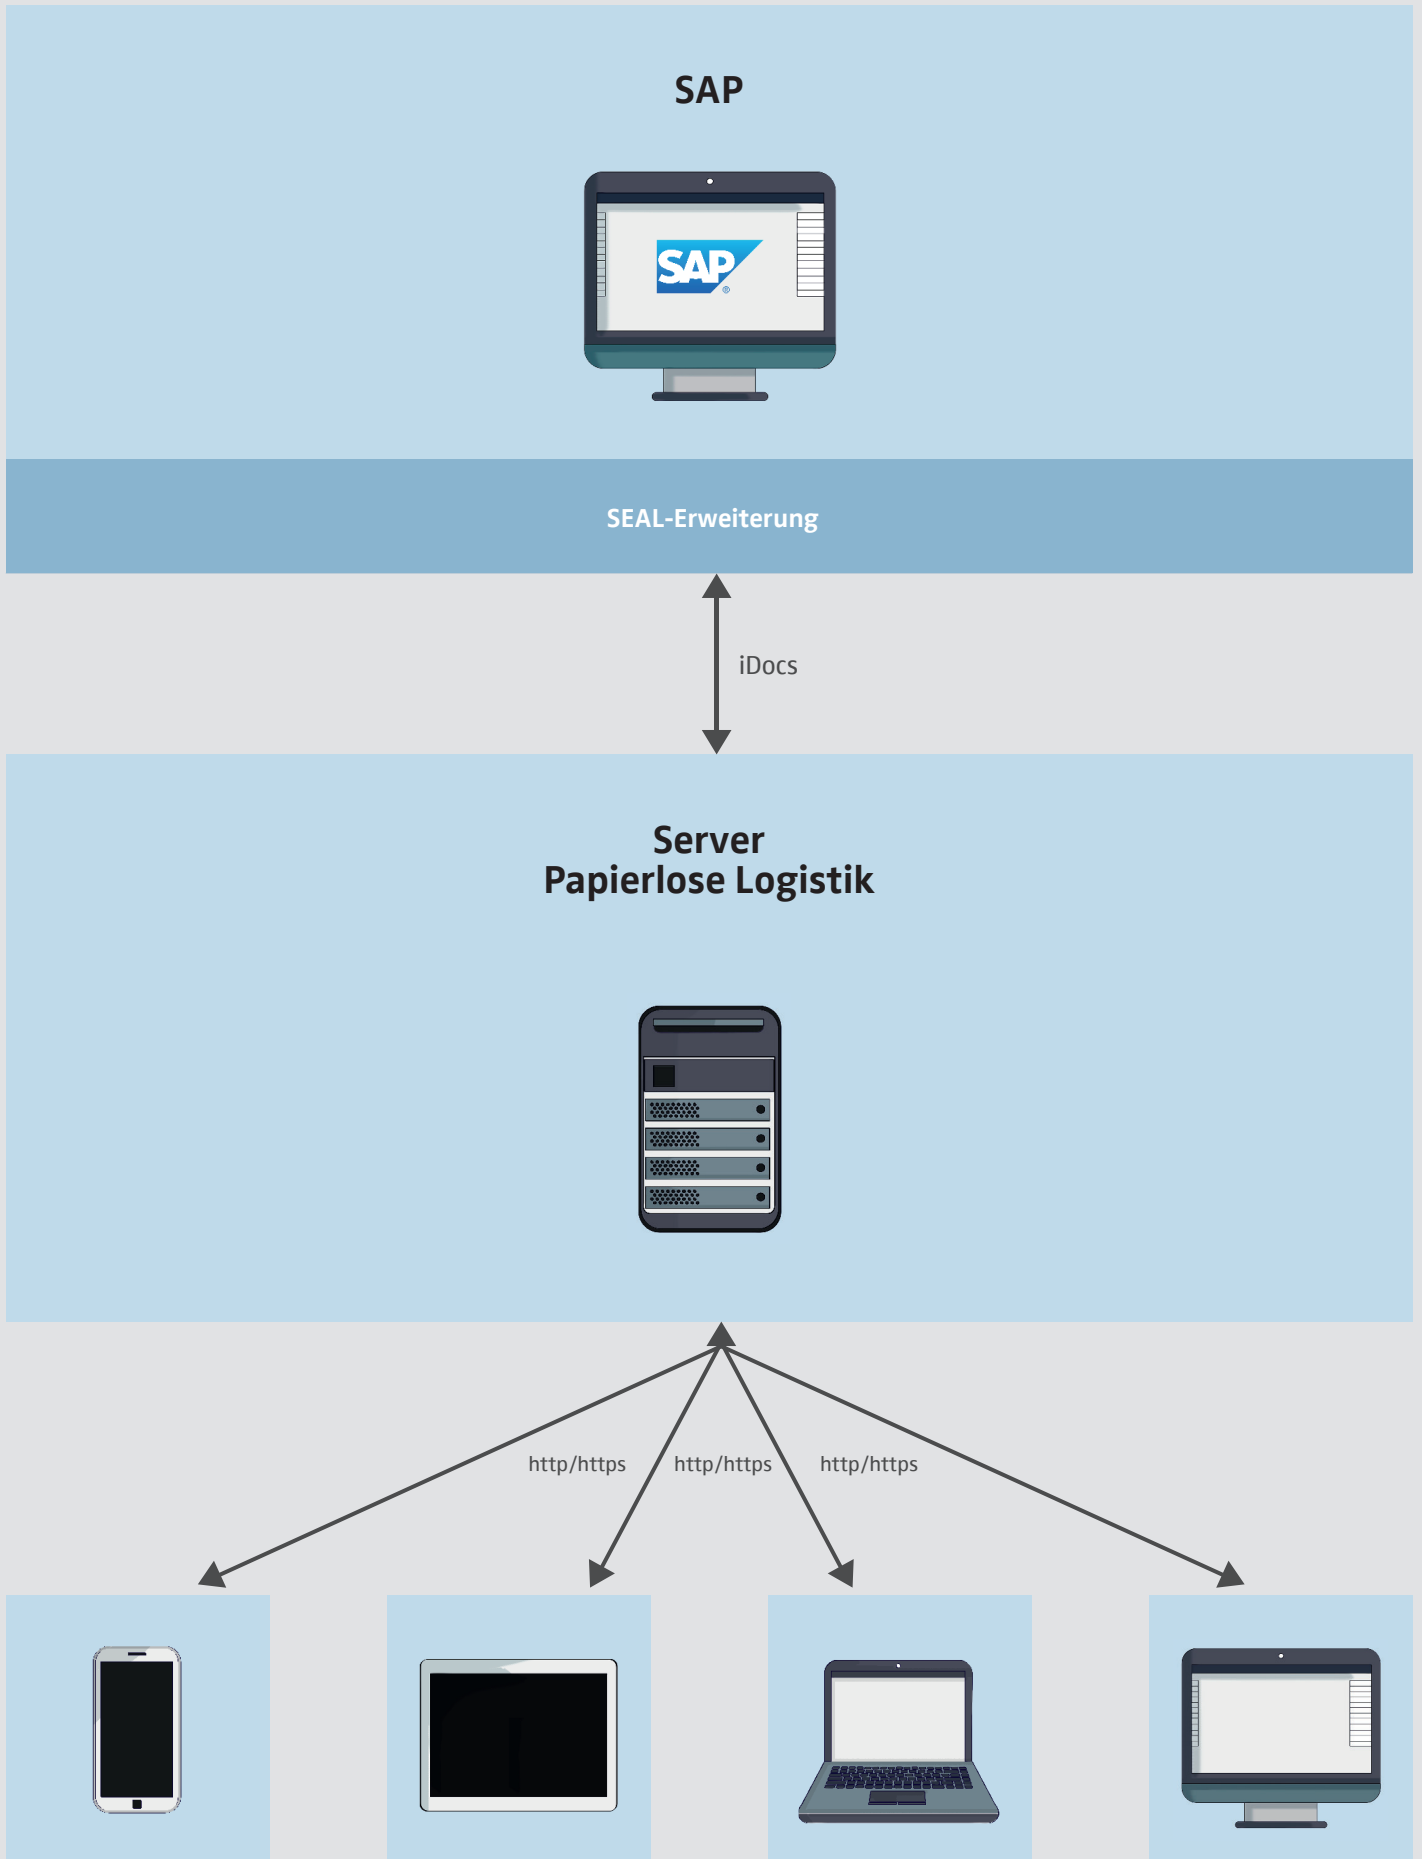 SAP
SAP
®
SEAL-Erweiterung
iDocs
Server
Papierlose Logistik
http/https
http/https
http/https